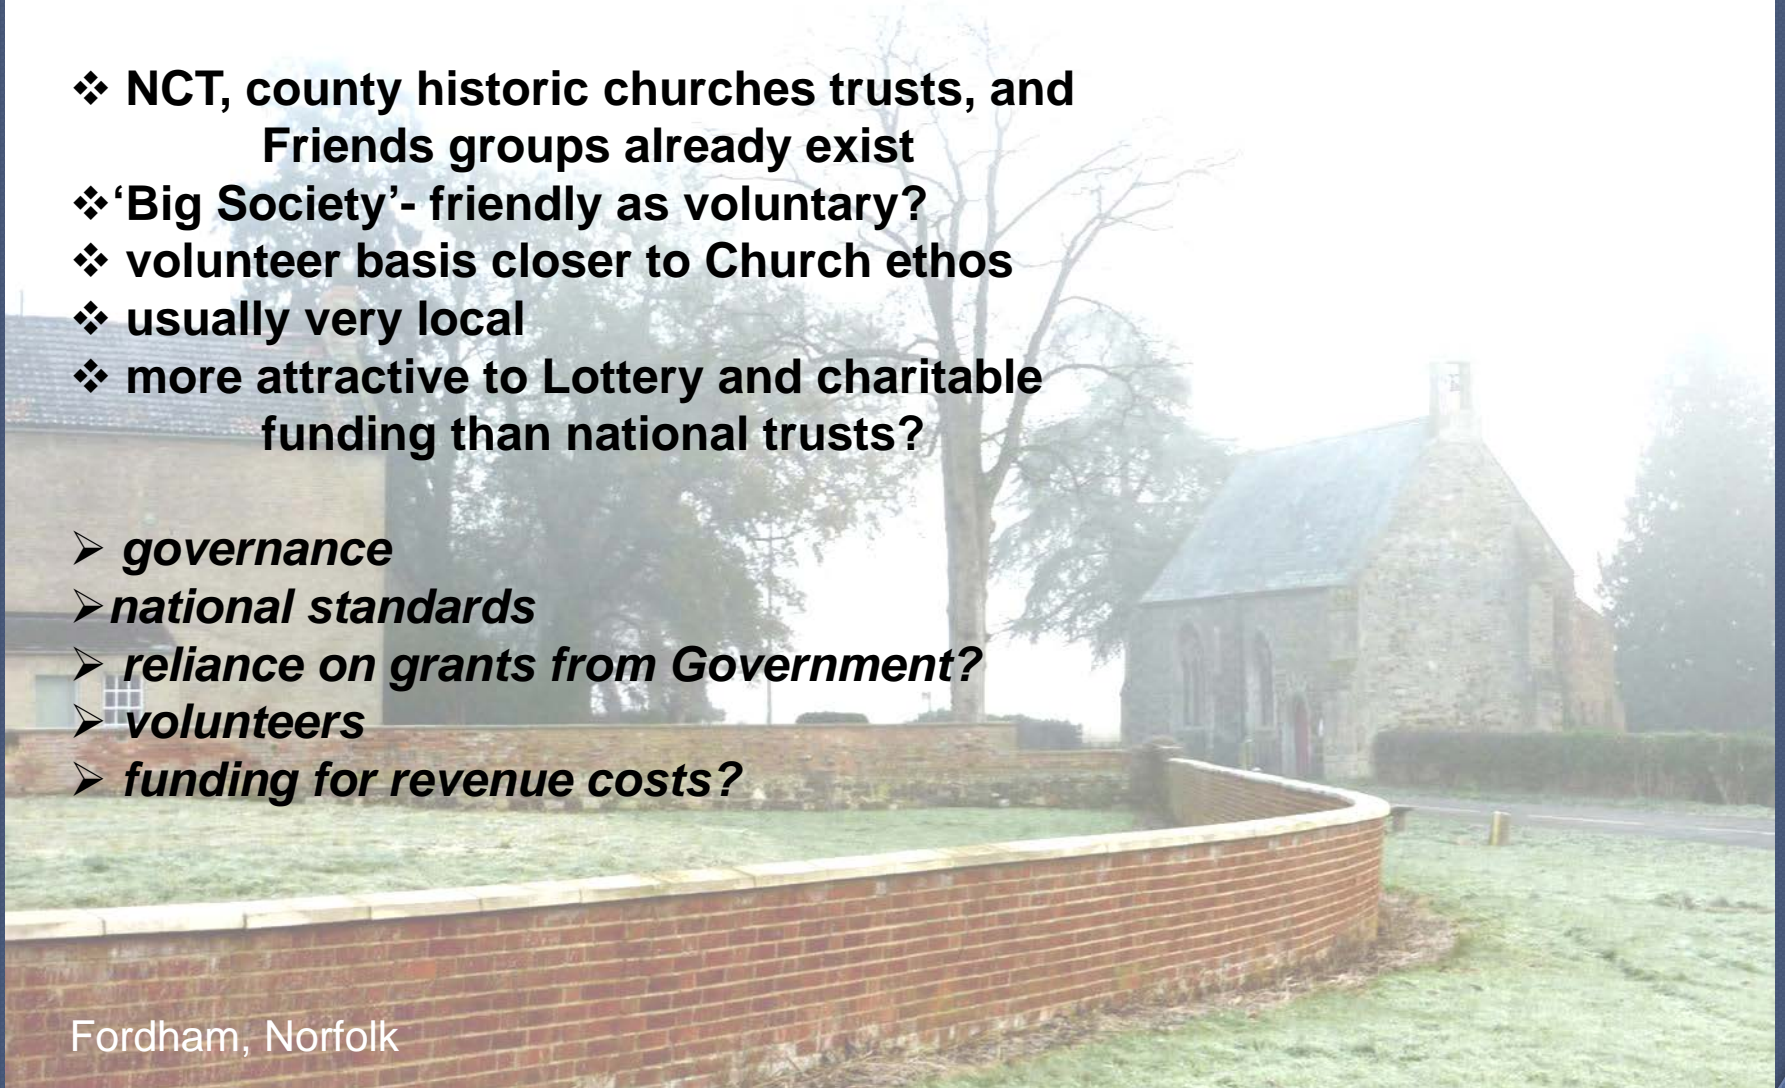 ❖ NCT, county historic churches trusts, and
Friends groups already exist
❖‘Big Society’- friendly as voluntary?
❖ volunteer basis closer to Church ethos
❖ usually very local
❖ more attractive to Lottery and charitable
funding than national trusts?
➢ governance
➢national standards
➢ reliance on grants from Government?
➢ volunteers
➢ funding for revenue costs?
Fordham, Norfolk